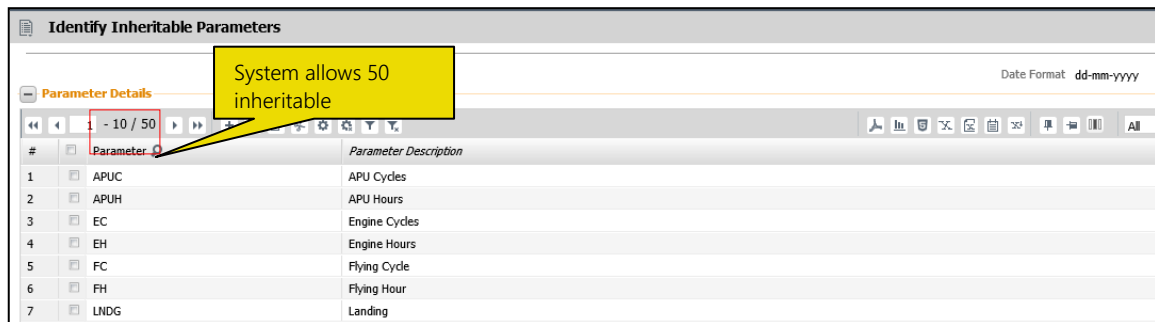 Identify Inheritable Parameters
System allows 50
inheritable
Date Format dd-mm-yyyy
Parameter Details
1 - 10 / 50
All
# Parameter Parameter Description
1 APUC APU Cycles
2 APUH APU Hours
3 EC Engine Cycles
4 EH Engine Hours
5 FC Flying Cycle
6 FH Flying Hour
7 LNDG Landing